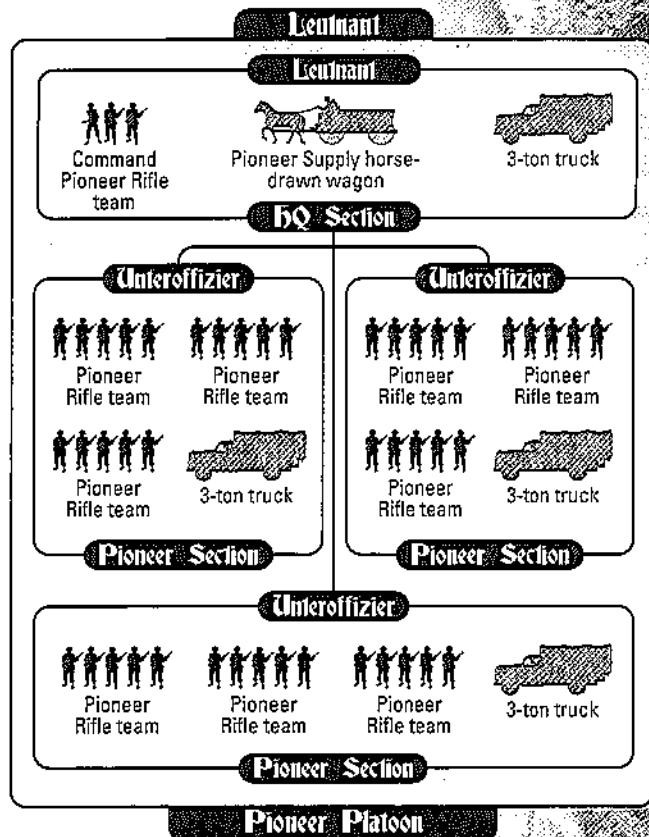 Leutnant
Leutnant
Command
Pioneer Rifle
team
Pioneer Supply horse-
drawn wagon
3-ton truck
HQ Section
Unteroffizier
Unteroffizier
Pioneer
Rifle team
Pioneer
Rifle team
Pioneer
Rifle team
Pioneer
Rifle team
Pioneer
Rifle team
3-ton truck
Pioneer
Rifle team
3-ton truck
Pioneer Section
Pioneer Section
Unteroffizier
Pioneer
Rifle team
Pioneer
Rifle team
Pioneer
Rifle team
3-ton truck
Pioneer Section
Pioneer Platoon